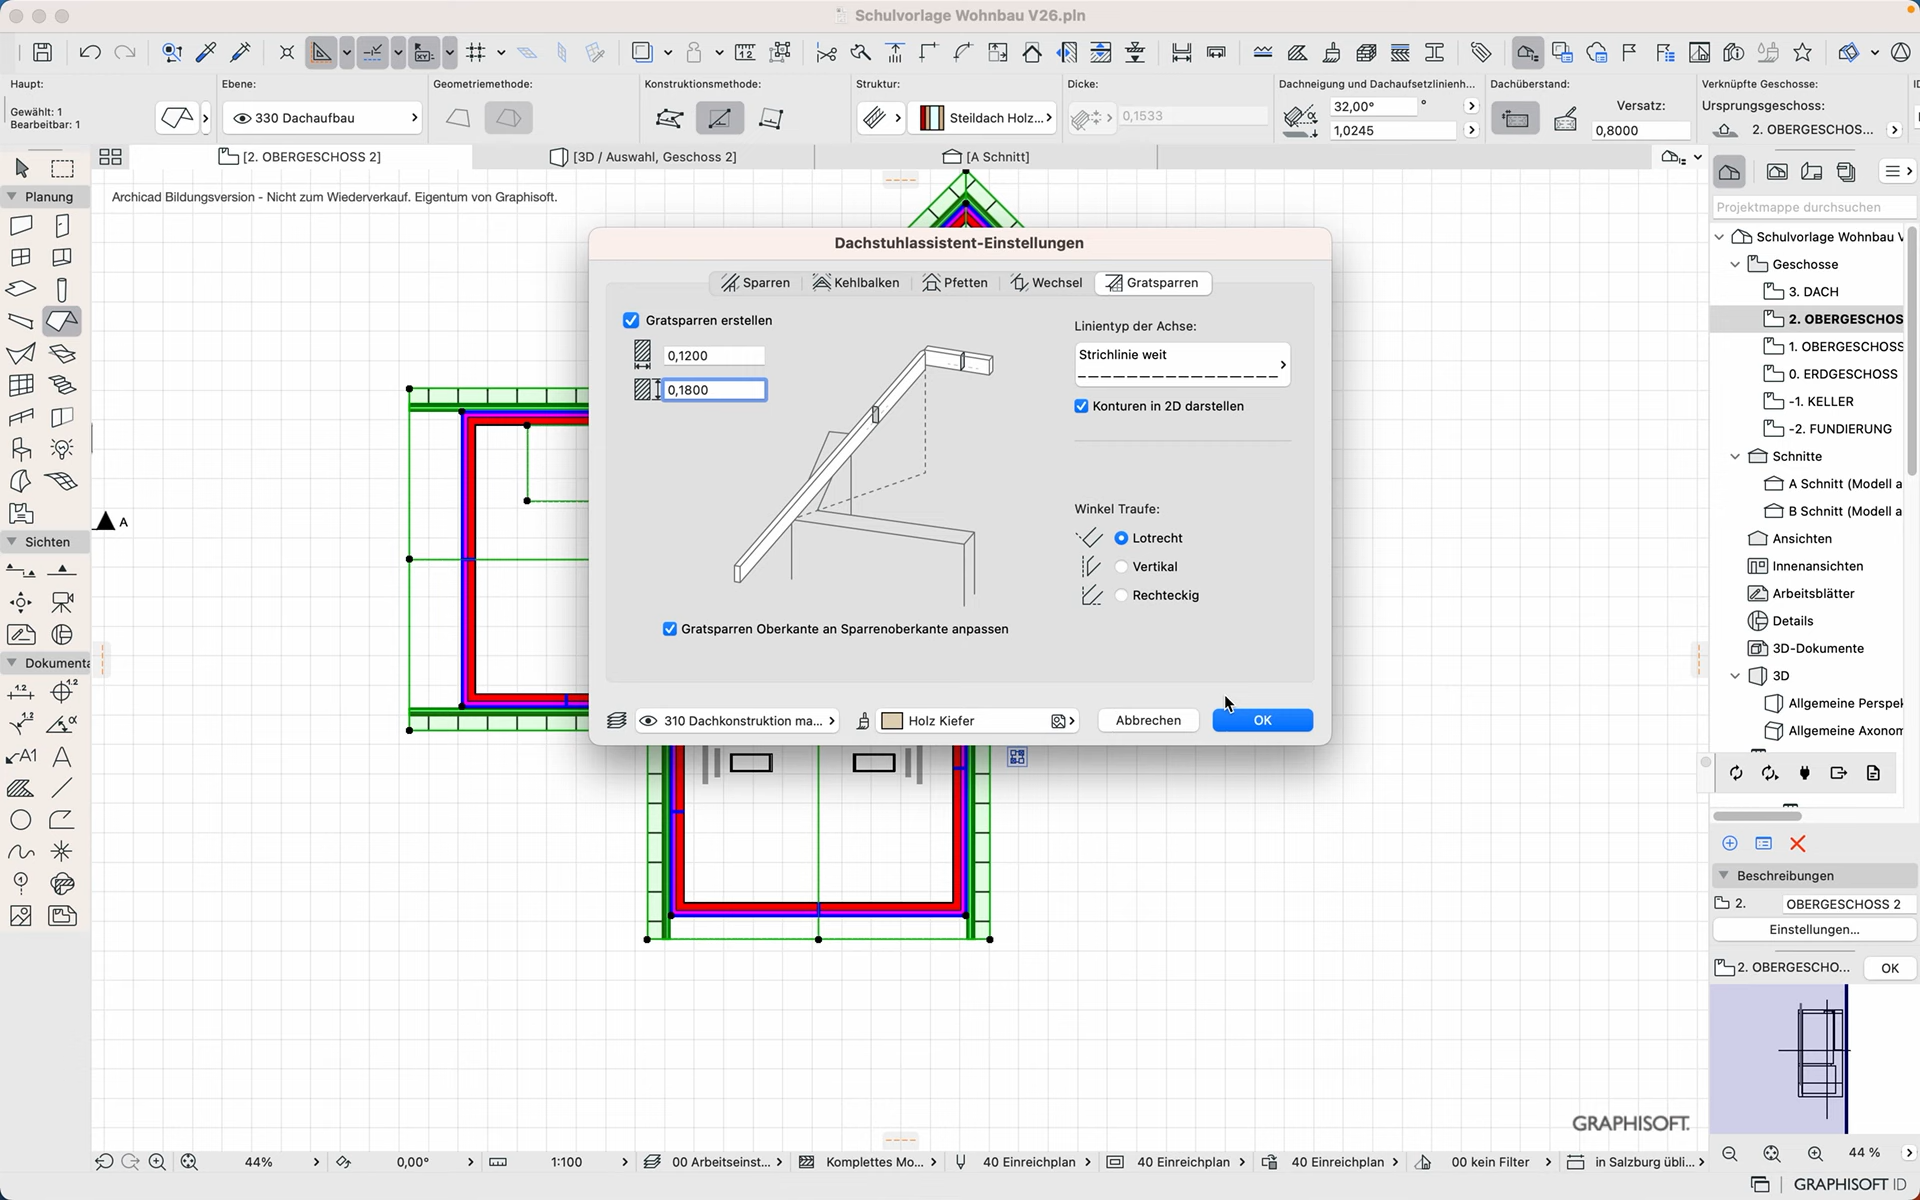 Schulvorlage Wohnbau V26.pln
Haupt:
Ebene:
Geometriemethode:
Konstruktionsmethode:
Struktur:
Dicke:
Dachneigung und Dachaufsetzlinienh...
Dachüberstand:
Verknüpfte Geschosse:
Gewählt: 1
Bearbeitbar: 1
330 Dachaufbau
Steildach Holz...
0,1533
32,00°
1,0245
Versatz:
0,8000
Ursprungsgeschoss:
2. OBERGESCHOS...
[2. OBERGESCHOSS 2]
[3D / Auswahl, Geschoss 2]
[A Schnitt]
Archicad Bildungsversion - Nicht zum Wiederverkauf. Eigentum von Graphisoft.
Planung
Sichten
Dokumenta
A
Dachstuhlassistent-Einstellungen
Sparren
Kehlbalken
Pfetten
Wechsel
Gratsparren
Gratsparren erstellen
0,1200
0,1800
Linientyp der Achse:
Strichlinie weit
Konturen in 2D darstellen
Winkel Traufe:
Lotrecht
Vertikal
Rechteckig
Gratsparren Oberkante an Sparrenoberkante anpassen
310 Dachkonstruktion ma...
Holz Kiefer
Abbrechen
OK
Projektmappe durchsuchen
Schulvorlage Wohnbau V
Geschosse
3. DACH
2. OBERGESCHOS
1. OBERGESCHOSS
0. ERDGESCHOSS
-1. KELLER
-2. FUNDIERUNG
Schnitte
A Schnitt (Modell a
B Schnitt (Modell a
Ansichten
Innenansichten
Arbeitsblätter
Details
3D-Dokumente
3D
Allgemeine Perspek
Allgemeine Axonom
Beschreibungen
2.
OBERGESCHOSS 2
Einstellungen...
2. OBERGESCHO...
OK
GRAPHISOFT.
44%
0,00°
1:100
00 Arbeitseinst...
Komplettes Mo...
40 Einreichplan
40 Einreichplan
40 Einreichplan
00 kein Filter
in Salzburg übli...
44 %
GRAPHISOFT ID